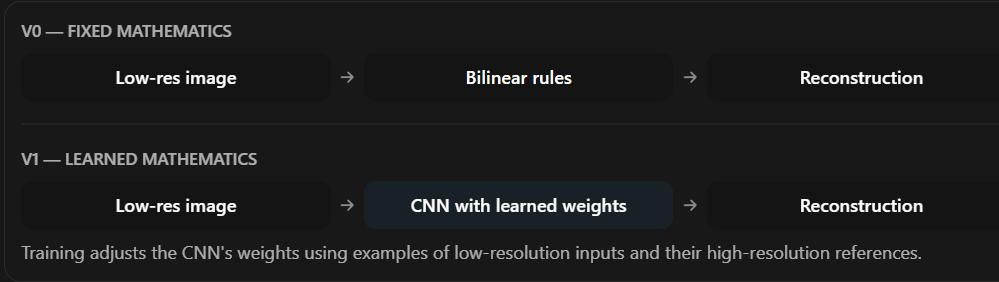 V0 — FIXED MATHEMATICS
Low-res image → Bilinear rules → Reconstruction
V1 — LEARNED MATHEMATICS
Low-res image → CNN with learned weights → Reconstruction
Training adjusts the CNN's weights using examples of low-resolution inputs and their high-resolution references.